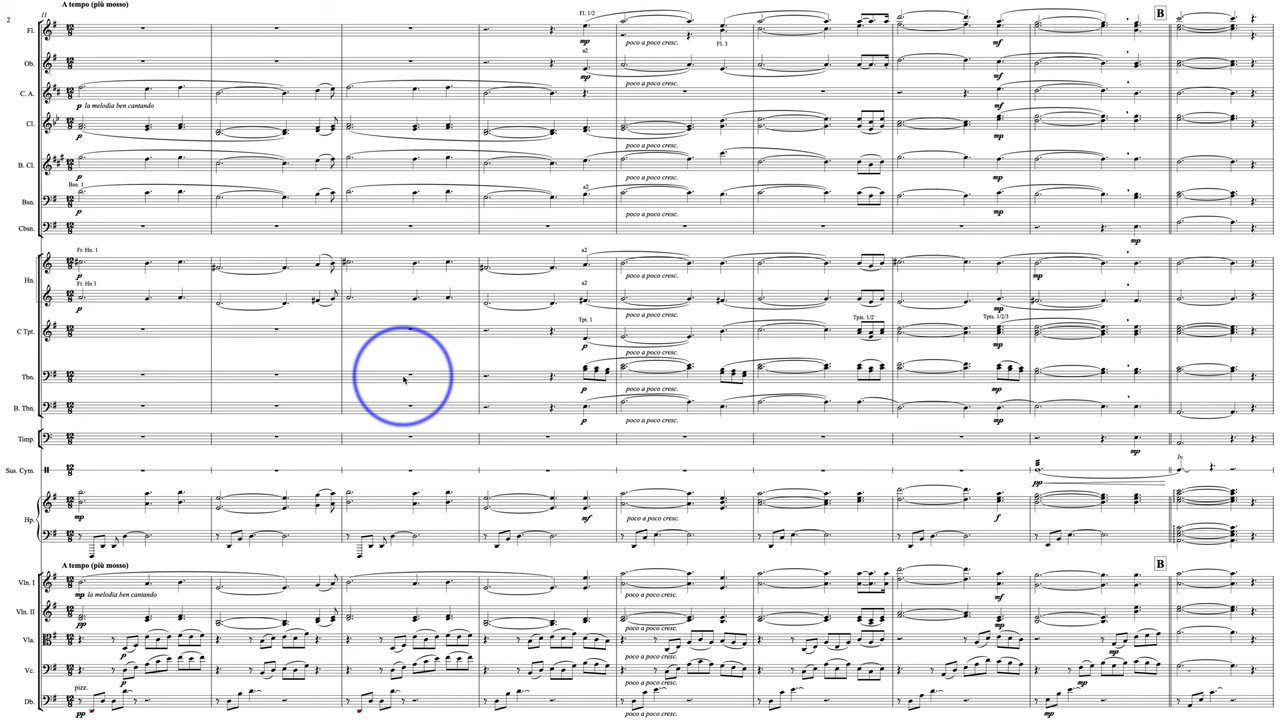 A tempo (più mosso)
2
11
B
Fl. 1/2
Fl.
mp
poco a poco cresc.
Fl. 3
mf
a2
Ob.
mp
poco a poco cresc.
mf
C. A.
p la melodia ben cantando
mf
Cl.
p
poco a poco cresc.
mp
B. Cl.
p
poco a poco cresc.
mp
Bsn. 1
a2
Bsn.
p
poco a poco cresc.
mp
Cbsn.
mp
Fr. Hn. 1
a2
Hn.
p
poco a poco cresc.
mp
Fr. Hn 3
a2
poco a poco cresc.
mp
Tpt. 1
Tpts. 1/2
Tpts. 1/2/3
C Tpt.
p
poco a poco cresc.
mp
Tbn.
p
poco a poco cresc.
mp
B. Tbn.
p
poco a poco cresc.
mp
Timp.
mp
l.v.
Sus. Cym.
pp
Hp.
mp
mf
poco a poco cresc.
f
A tempo (più mosso)
B
Vln. I
mp la melodia ben cantando
poco a poco cresc.
mf
Vln. II
pp
poco a poco cresc.
mp
Vla.
p
poco a poco cresc.
mp
Vc.
p
poco a poco cresc.
mp
pizz.
Db.
pp
poco a poco cresc.
mp